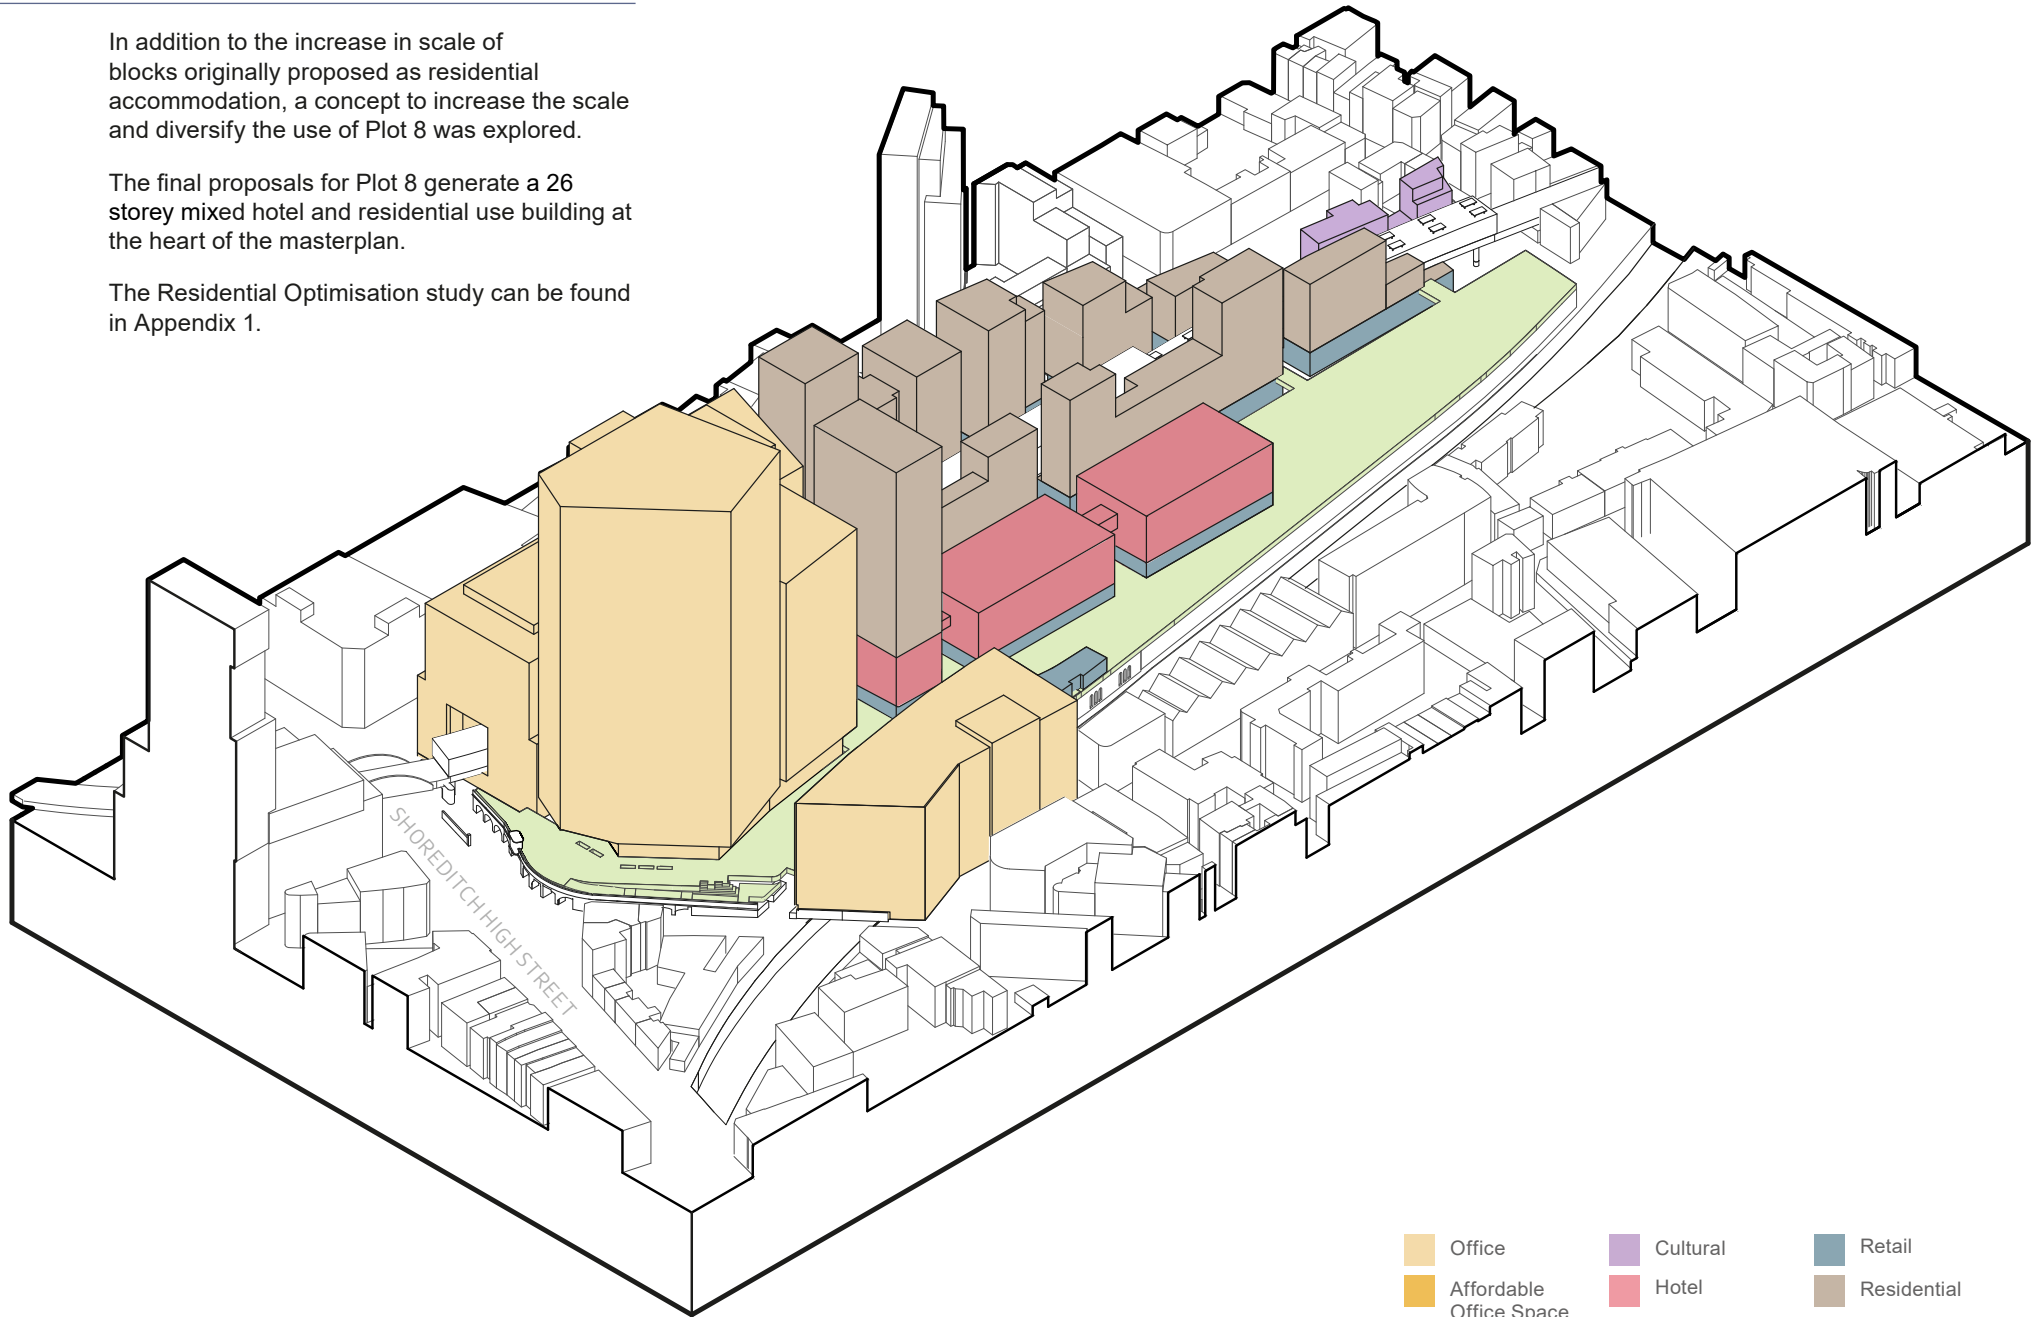 In addition to the increase in scale of
blocks originally proposed as residential
accommodation, a concept to increase the scale
and diversify the use of Plot 8 was explored.
The final proposals for Plot 8 generate a 26
storey mixed hotel and residential use building at
the heart of the masterplan.
The Residential Optimisation study can be found
in Appendix 1.
SHOREDITCH HIGH STREET
Office
Affordable
Office Space
Cultural
Hotel
Retail
Residential